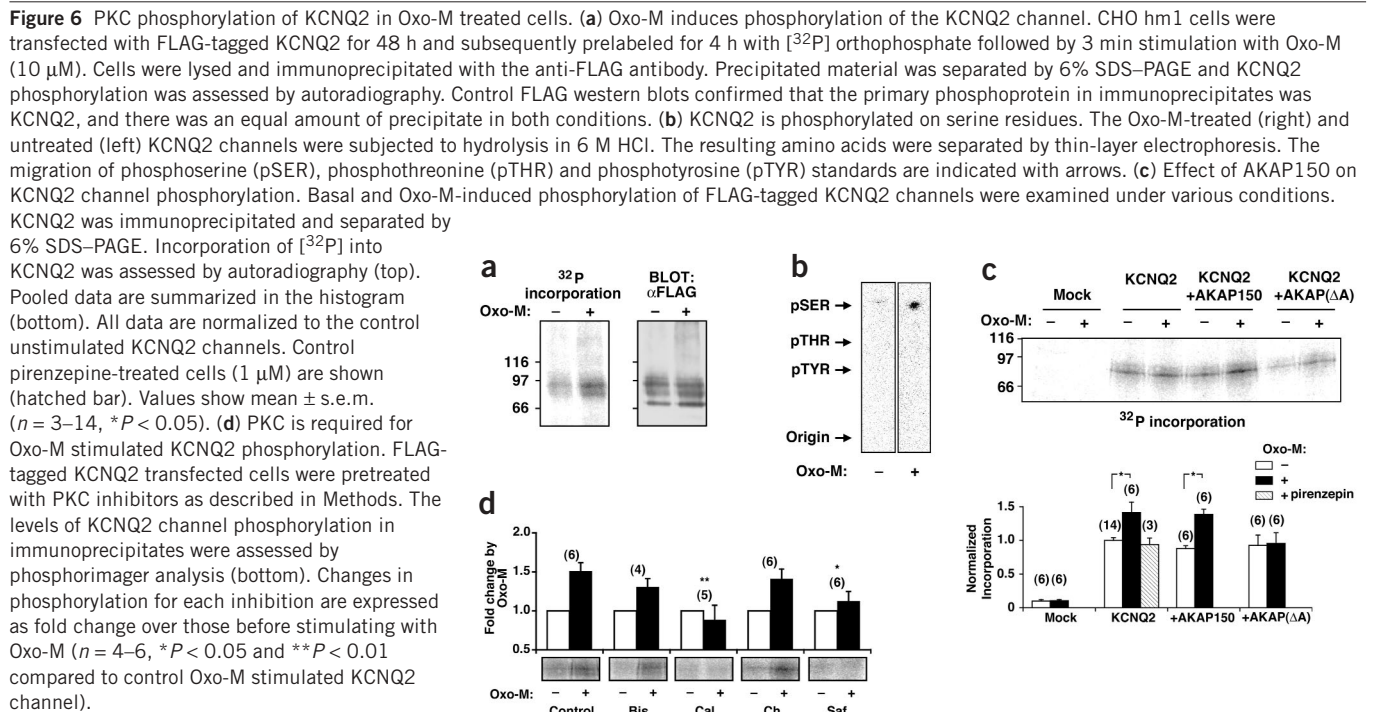 Figure 6 PKC phosphorylation of KCNQ2 in Oxo-M treated cells. (a) Oxo-M induces phosphorylation of the KCNQ2 channel. CHO hm1 cells were
transfected with FLAG-tagged KCNQ2 for 48 h and subsequently prelabeled for 4 h with [32P] orthophosphate followed by 3 min stimulation with Oxo-M
(10 μM). Cells were lysed and immunoprecipitated with the anti-FLAG antibody. Precipitated material was separated by 6% SDS–PAGE and KCNQ2
phosphorylation was assessed by autoradiography. Control FLAG western blots confirmed that the primary phosphoprotein in immunoprecipitates was
KCNQ2, and there was an equal amount of precipitate in both conditions. (b) KCNQ2 is phosphorylated on serine residues. The Oxo-M-treated (right) and
untreated (left) KCNQ2 channels were subjected to hydrolysis in 6 M HCl. The resulting amino acids were separated by thin-layer electrophoresis. The
migration of phosphoserine (pSER), phosphothreonine (pTHR) and phosphotyrosine (pTYR) standards are indicated with arrows. (c) Effect of AKAP150 on
KCNQ2 channel phosphorylation. Basal and Oxo-M-induced phosphorylation of FLAG-tagged KCNQ2 channels were examined under various conditions.
KCNQ2 was immunoprecipitated and separated by
6% SDS–PAGE. Incorporation of [32P] into
KCNQ2 was assessed by autoradiography (top).
Pooled data are summarized in the histogram
(bottom). All data are normalized to the control
unstimulated KCNQ2 channels. Control
pirenzepine-treated cells (1 μM) are shown
(hatched bar). Values show mean ± s.e.m.
(n = 3–14, *P < 0.05). (d) PKC is required for
Oxo-M stimulated KCNQ2 phosphorylation. FLAG-
tagged KCNQ2 transfected cells were pretreated
with PKC inhibitors as described in Methods. The
levels of KCNQ2 channel phosphorylation in
immunoprecipitates were assessed by
phosphorimager analysis (bottom). Changes in
phosphorylation for each inhibition are expressed
as fold change over those before stimulating with
Oxo-M (n = 4–6, *P < 0.05 and **P < 0.01
compared to control Oxo-M stimulated KCNQ2
channel).
a
32P BLOT:
incorporation αFLAG
Oxo-M: – + – +
116
97
66
b
pSER
pTHR
pTYR
Origin
Oxo-M: – +
c
KCNQ2 KCNQ2 KCNQ2
Mock +AKAP150 +AKAP(ΔA)
Oxo-M: – + – + – + – +
116
97
66
32P incorporation
Oxo-M:
–
+
+ pirenzepin
Normalized
Incorporation
1.5
1.0
0.5
0
* *
(6) (6) (14) (6) (3) (6) (6) (6) (6)
Mock KCNQ2 +AKAP150 +AKAP(ΔA)
d
Fold change by
Oxo-M
2.0
1.5
1.0
0.5
** *
(6) (4) (5) (6) (6)
Oxo-M: – + – + – + – + – +
Control Bis Cal Ch Saf